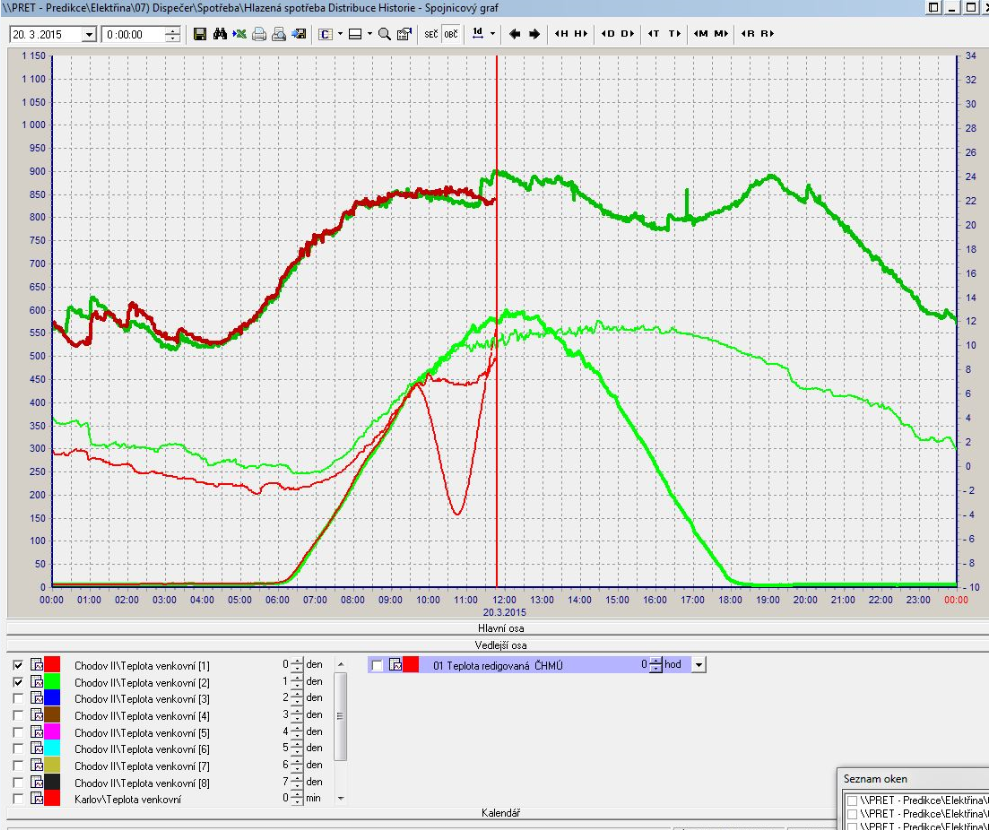 \\PRET - Predikce\Elektřina\07) Dispečer\Spotřeba\Hlazená spotřeba Distribuce Historie - Spojnicový graf
20. 3 .2015 0 :00:00 SEČ OBČ 1d H H D D T T M M R R
1 150 34
1 100 32
1 050 30
1 000 28
950 26
900 24
850 22
800 20
750 18
700 16
650 14
600 12
550 10
500 8
450 6
400 4
350 2
300 0
250 - 2
200 - 4
150 - 6
100 - 8
50 - 10
0
00:00 01:00 02:00 03:00 04:00 05:00 06:00 07:00 08:00 09:00 10:00 11:00 12:00 13:00 14:00 15:00 16:00 17:00 18:00 19:00 20:00 21:00 22:00 23:00 00:00
20.3.2015
Hlavní osa
Vedlejší osa
Chodov II\Teplota venkovní [1] 0 den 01 Teplota redigovaná ČHMÚ 0 hod
Chodov II\Teplota venkovní [2] 1 den
Chodov II\Teplota venkovní [3] 2 den
Chodov II\Teplota venkovní [4] 3 den
Chodov II\Teplota venkovní [5] 4 den
Chodov II\Teplota venkovní [6] 5 den
Chodov II\Teplota venkovní [7] 6 den
Chodov II\Teplota venkovní [8] 7 den
Karlov\Teplota venkovní 0 min
Kalendář
Seznam oken
\\PRET - Predikce\Elektřina\
\\PRET - Predikce\Elektřina\
\\PRET - Predikce\Elektřina\